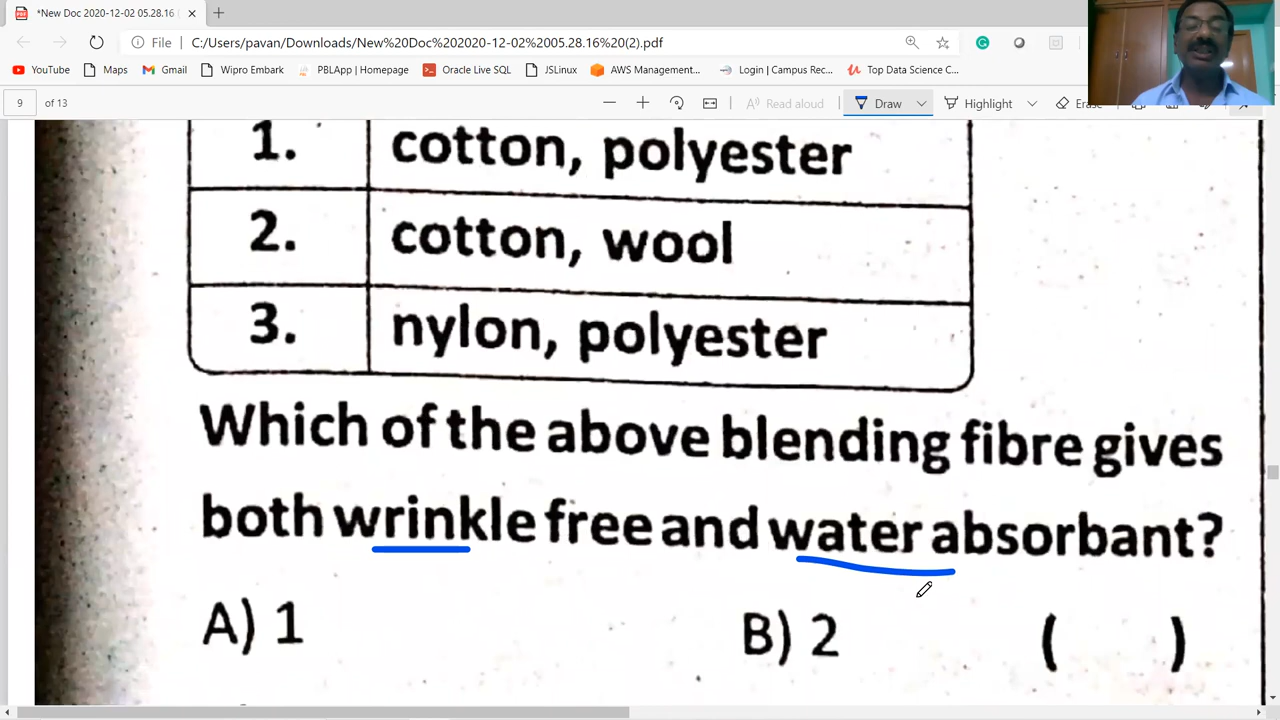 *New Doc 2020-12-02 05.28.16
File C:/Users/pavan/Downloads/New%20Doc%202020-12-02%2005.28.16%20(2).pdf
YouTube Maps Gmail Wipro Embark PBLApp | Homepage Oracle Live SQL JSLinux AWS Management... Login | Campus Rec... Top Data Science C...
9 of 13 Read aloud Draw Highlight Erase
1. cotton, polyester
2. cotton, wool
3. nylon, polyester
Which of the above blending fibre gives
both wrinkle free and water absorbant?
A) 1 B) 2 ( )